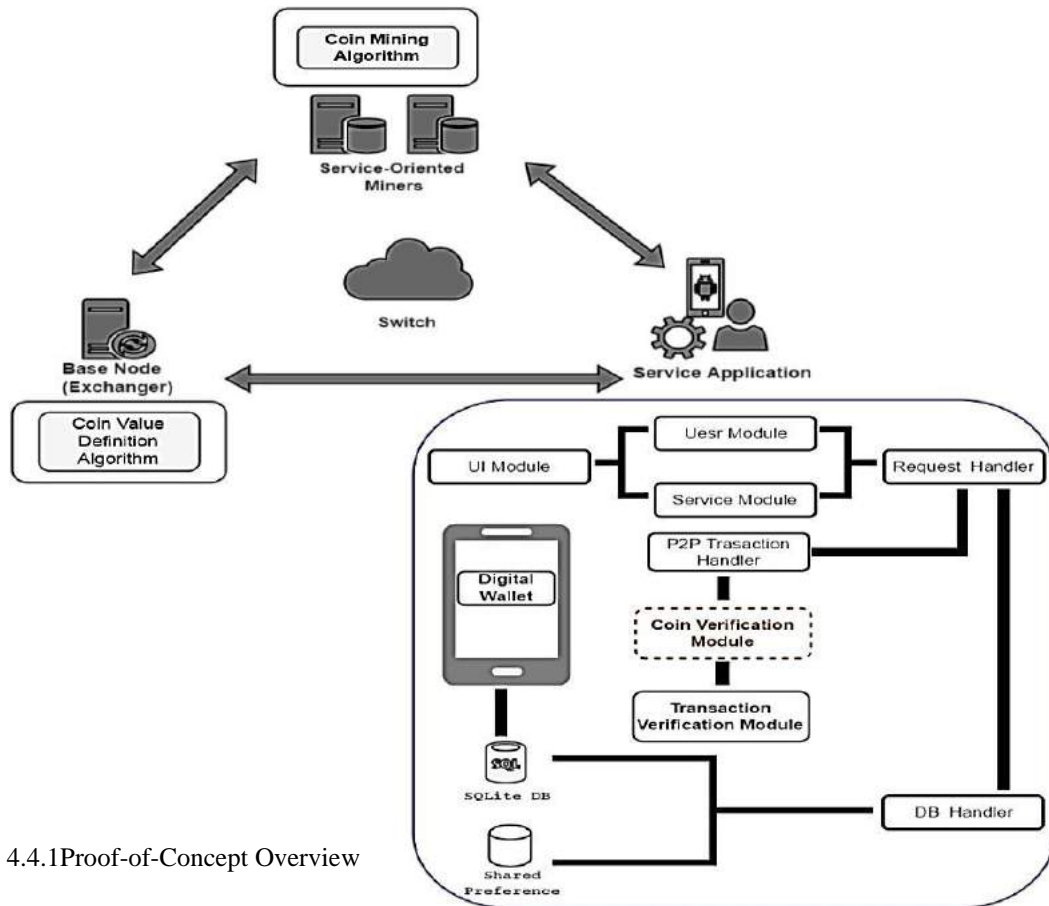 Coin Mining
Algorithm
Service-Oriented
Miners
Switch
Base Node
(Exchanger)
Service Application
Coin Value
Definition
Algorithm
UI Module
Uesr Module
Service Module
Request Handler
P2P Trasaction
Handler
Digital
Wallet
Coin Verification
Module
Transaction
Verification Module
SQL
SQLite DB
DB Handler
Shared
Preference
4.4.1Proof-of-Concept Overview